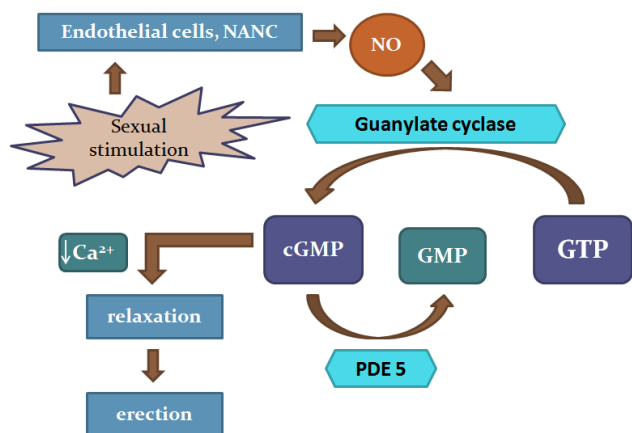 Endothelial cells, NANC
NO
Sexual
stimulation
Guanylate cyclase
↓Ca²⁺
cGMP
GMP
GTP
relaxation
PDE 5
erection